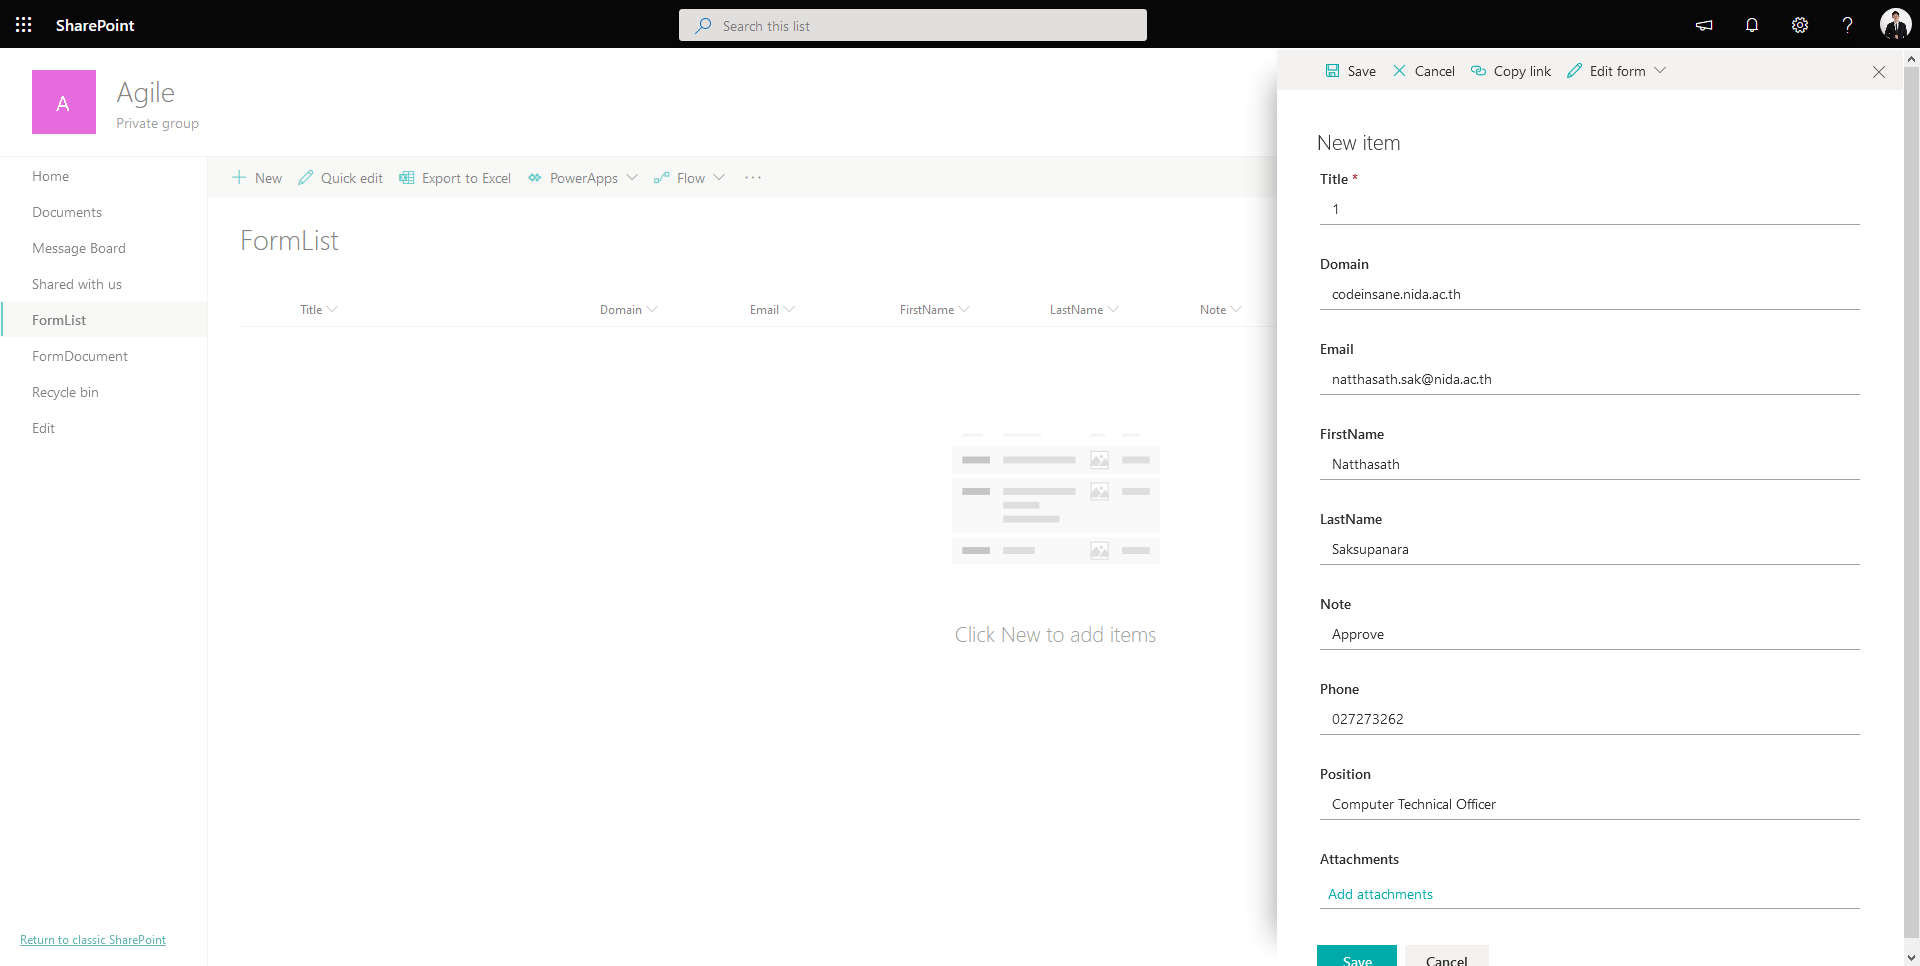 SharePoint
Search this list
?
A
Agile
Private group
Save
Cancel
Copy link
Edit form
Home
Documents
Message Board
Shared with us
FormList
FormDocument
Recycle bin
Edit
Return to classic SharePoint
New
Quick edit
Export to Excel
PowerApps
Flow
...
FormList
Title
Domain
Email
FirstName
LastName
Note
Click New to add items
New item
Title *
1
Domain
codeinsane.nida.ac.th
Email
natthasath.sak@nida.ac.th
FirstName
Natthasath
LastName
Saksupanara
Note
Approve
Phone
027273262
Position
Computer Technical Officer
Attachments
Add attachments
Save
Cancel